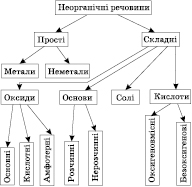 Неорганічні речовини
Прості
Складні
Метали
Неметали
Оксиди
Основи
Солі
Кислоти
Основні
Кислотні
Амфотерні
Розчинні
Нерозчинні
Оксигеновмісні
Безоксигенові